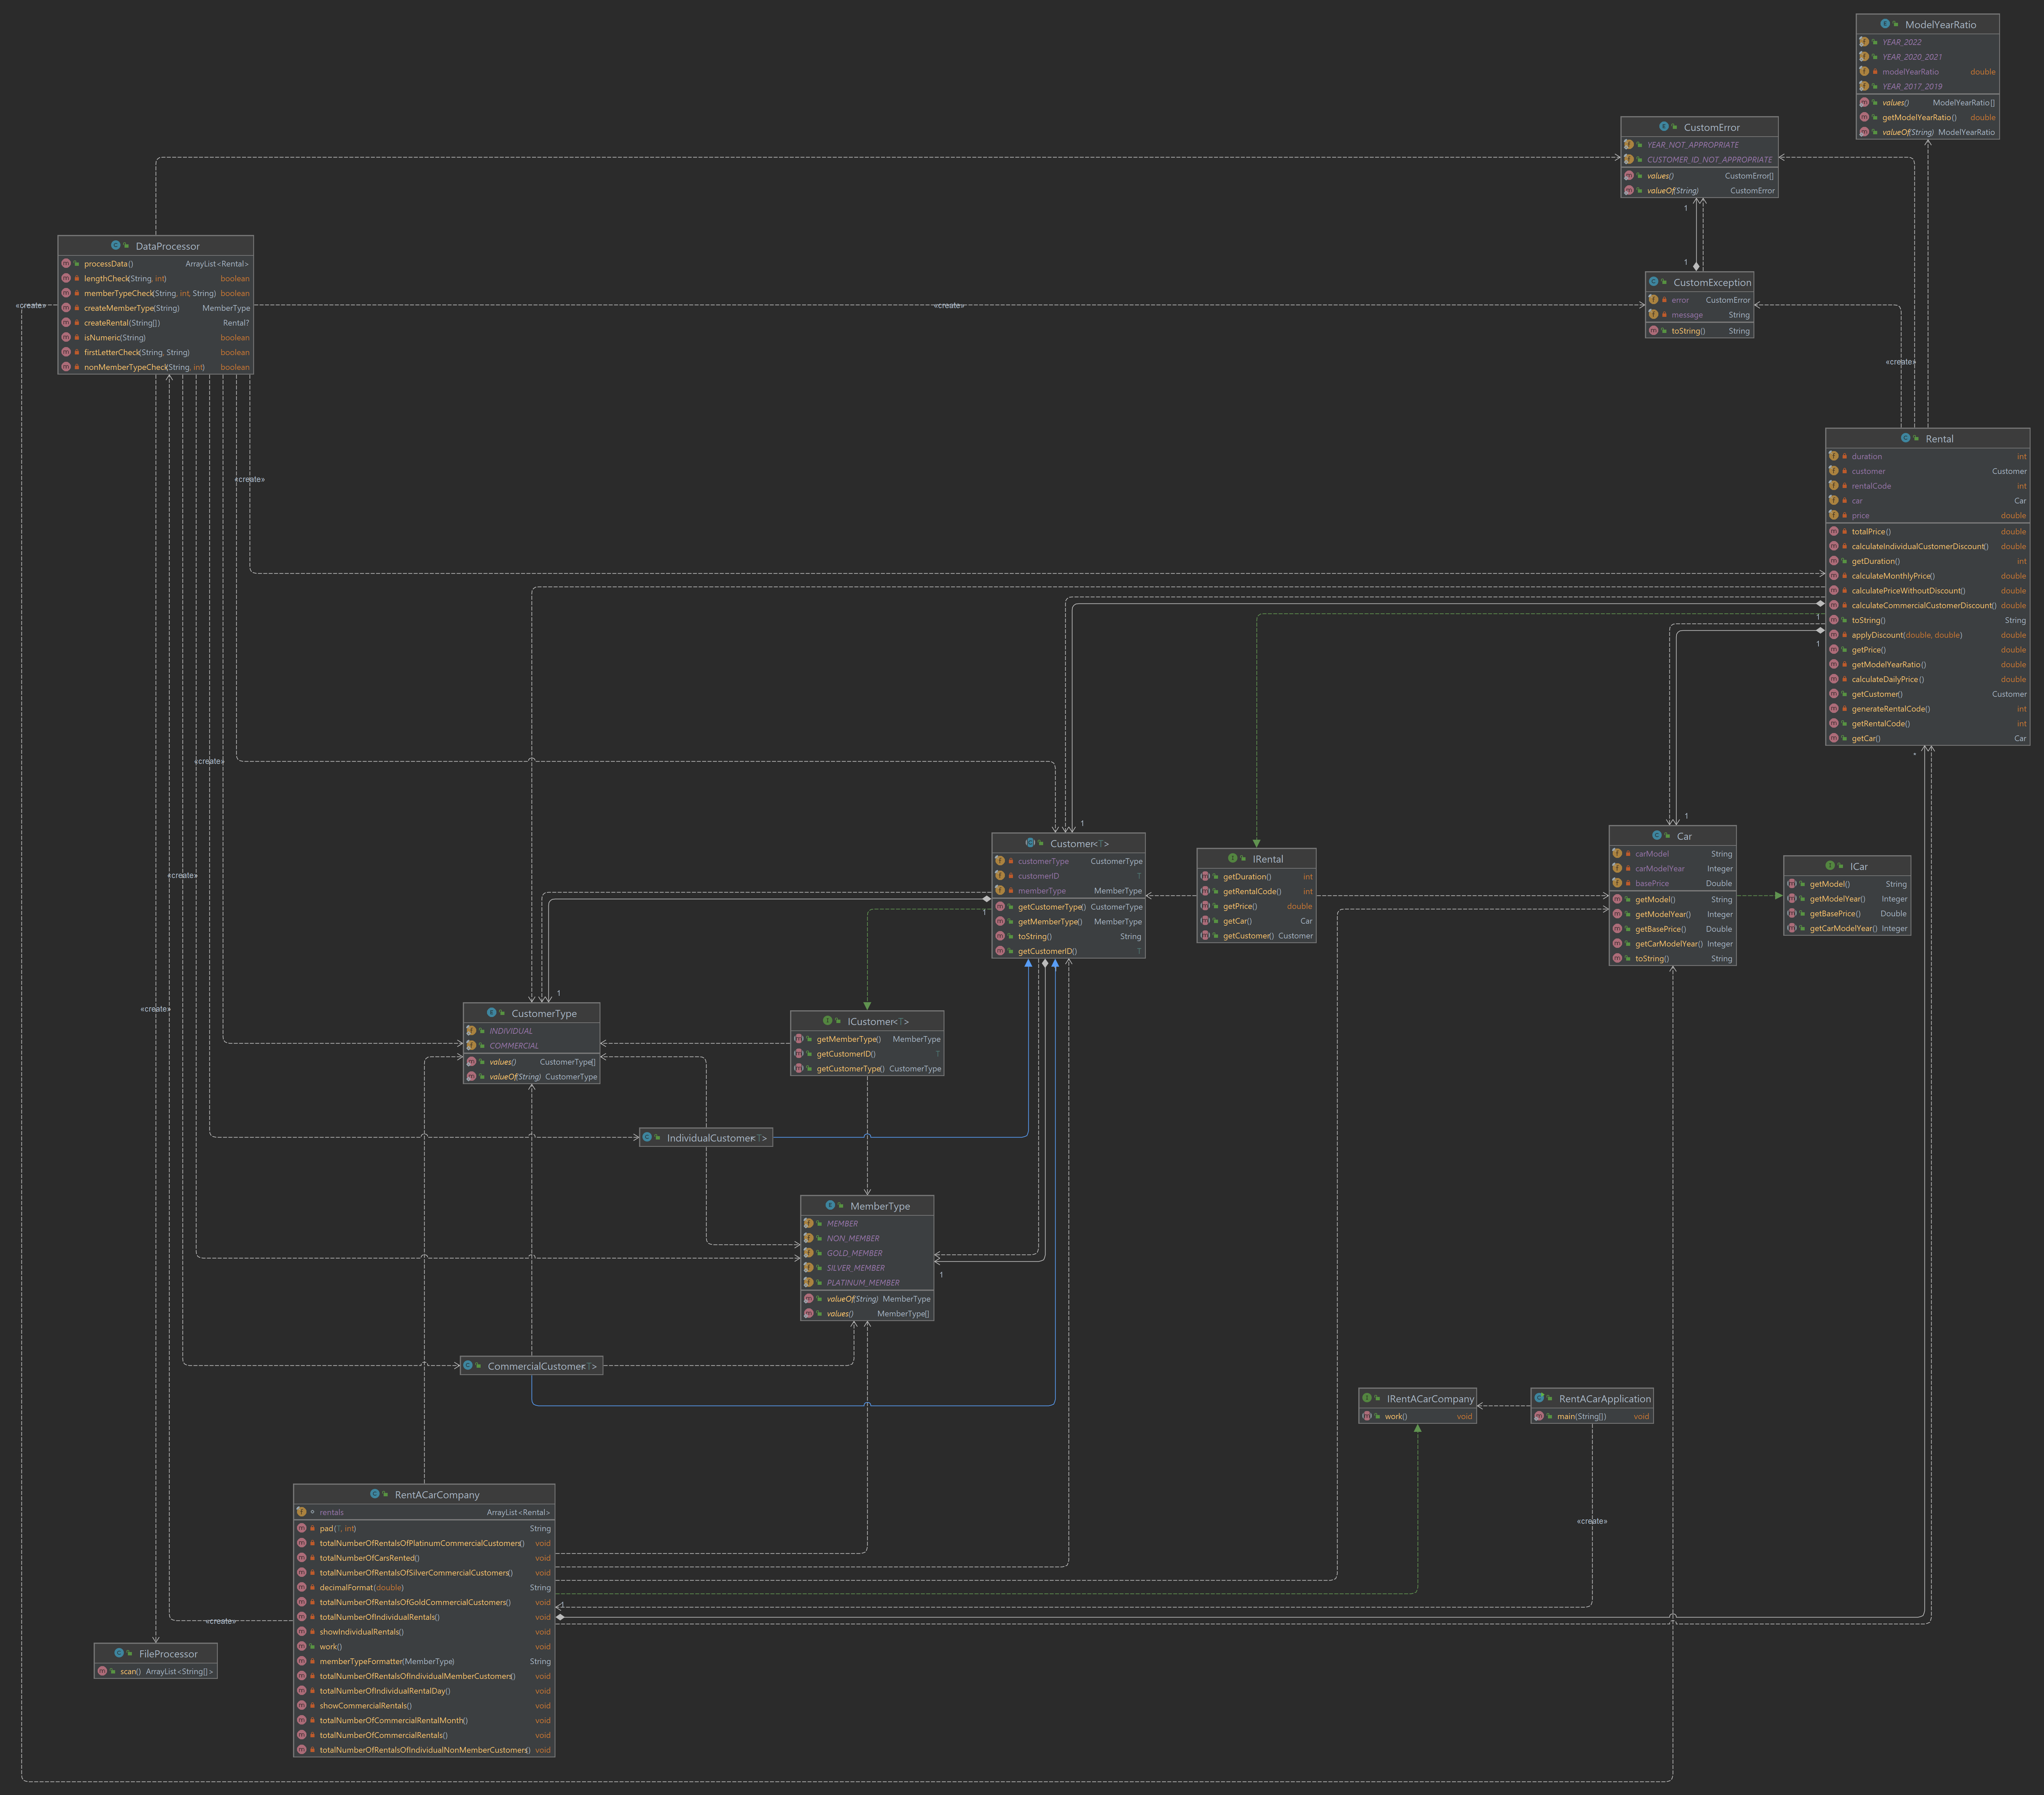 ModelYearRatio
YEAR_2022
YEAR_2020_2021
modelYearRatio double
YEAR_2017_2019
values() ModelYearRatio[]
getModelYearRatio() double
valueOf(String) ModelYearRatio
CustomError
YEAR_NOT_APPROPRIATE
CUSTOMER_ID_NOT_APPROPRIATE
values() CustomError[]
valueOf(String) CustomError
1
1
DataProcessor
processData() ArrayList<Rental>
lengthCheck(String, int) boolean
memberTypeCheck(String, int, String) boolean
createMemberType(String) MemberType
createRental(String[]) Rental?
isNumeric(String) boolean
firstLetterCheck(String, String) boolean
nonMemberTypeCheck(String, int) boolean
«create»
«create»
CustomException
error CustomError
message String
toString() String
«create»
Rental
duration int
customer Customer
rentalCode int
car Car
price double
totalPrice() double
calculateIndividualCustomerDiscount() double
getDuration() int
calculateMonthlyPrice() double
calculatePriceWithoutDiscount() double
calculateCommercialCustomerDiscount() double
toString() String
applyDiscount(double, double) double
getPrice() double
getModelYearRatio() double
calculateDailyPrice() double
getCustomer() Customer
generateRentalCode() int
getRentalCode() int
getCar() Car
1
1
*
«create»
«create»
«create»
«create»
1
1
Customer<T>
customerType CustomerType
customerID T
memberType MemberType
getCustomerType() CustomerType
getMemberType() MemberType
toString() String
getCustomerID() T
1
IRental
getDuration() int
getRentalCode() int
getPrice() double
getCar() Car
getCustomer() Customer
Car
carModel String
carModelYear Integer
basePrice Double
getModel() String
getModelYear() Integer
getBasePrice() Double
getCarModelYear() Integer
toString() String
ICar
getModel() String
getModelYear() Integer
getBasePrice() Double
getCarModelYear() Integer
1
CustomerType
INDIVIDUAL
COMMERCIAL
values() CustomerType[]
valueOf(String) CustomerType
ICustomer<T>
getMemberType() MemberType
getCustomerID() T
getCustomerType() CustomerType
IndividualCustomer<T>
MemberType
MEMBER
NON_MEMBER
GOLD_MEMBER
SILVER_MEMBER
PLATINUM_MEMBER
valueOf(String) MemberType
values() MemberType[]
1
CommercialCustomer<T>
IRentACarCompany
work() void
RentACarApplication
main(String[]) void
«create»
RentACarCompany
rentals ArrayList<Rental>
pad(T, int) String
totalNumberOfRentalsOfPlatinumCommercialCustomers() void
totalNumberOfCarsRented() void
totalNumberOfRentalsOfSilverCommercialCustomers() void
decimalFormat(double) String
totalNumberOfRentalsOfGoldCommercialCustomers() void
totalNumberOfIndividualRentals() void
showIndividualRentals() void
work() void
memberTypeFormatter(MemberType) String
totalNumberOfRentalsOfIndividualMemberCustomers() void
totalNumberOfIndividualRentalDay() void
showCommercialRentals() void
totalNumberOfCommercialRentalMonth() void
totalNumberOfCommercialRentals() void
totalNumberOfRentalsOfIndividualNonMemberCustomers() void
«create»
FileProcessor
scan() ArrayList<String[]>